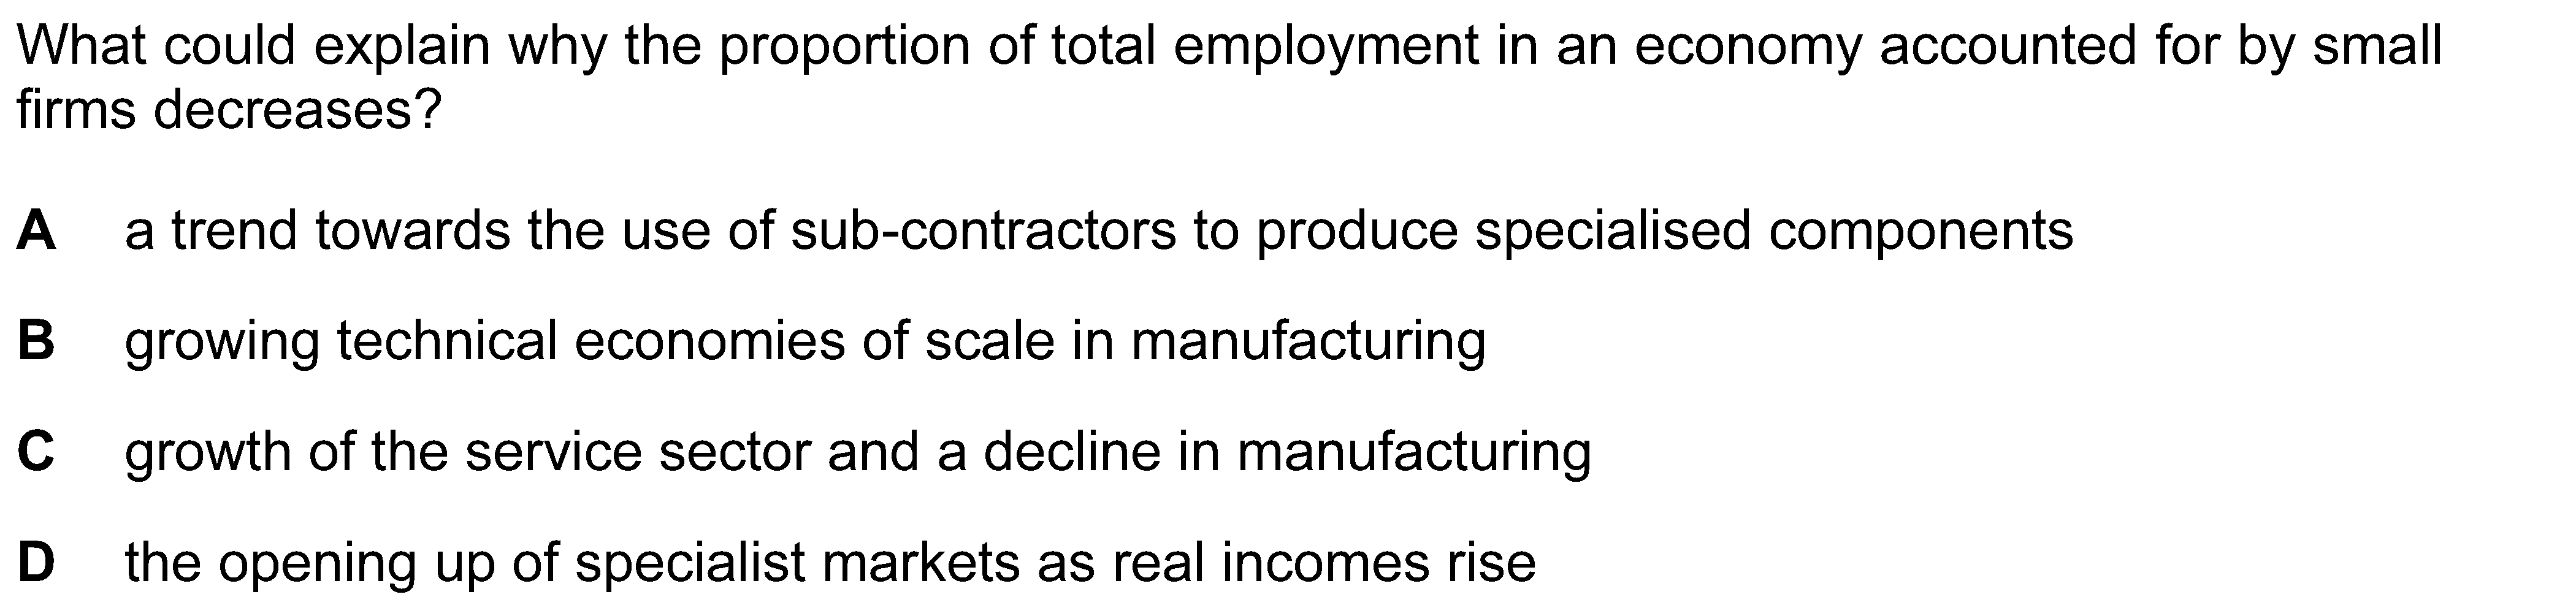 What could explain why the proportion of total employment in an economy accounted for by small
firms decreases?
A a trend towards the use of sub-contractors to produce specialised components
B growing technical economies of scale in manufacturing
C growth of the service sector and a decline in manufacturing
D the opening up of specialist markets as real incomes rise